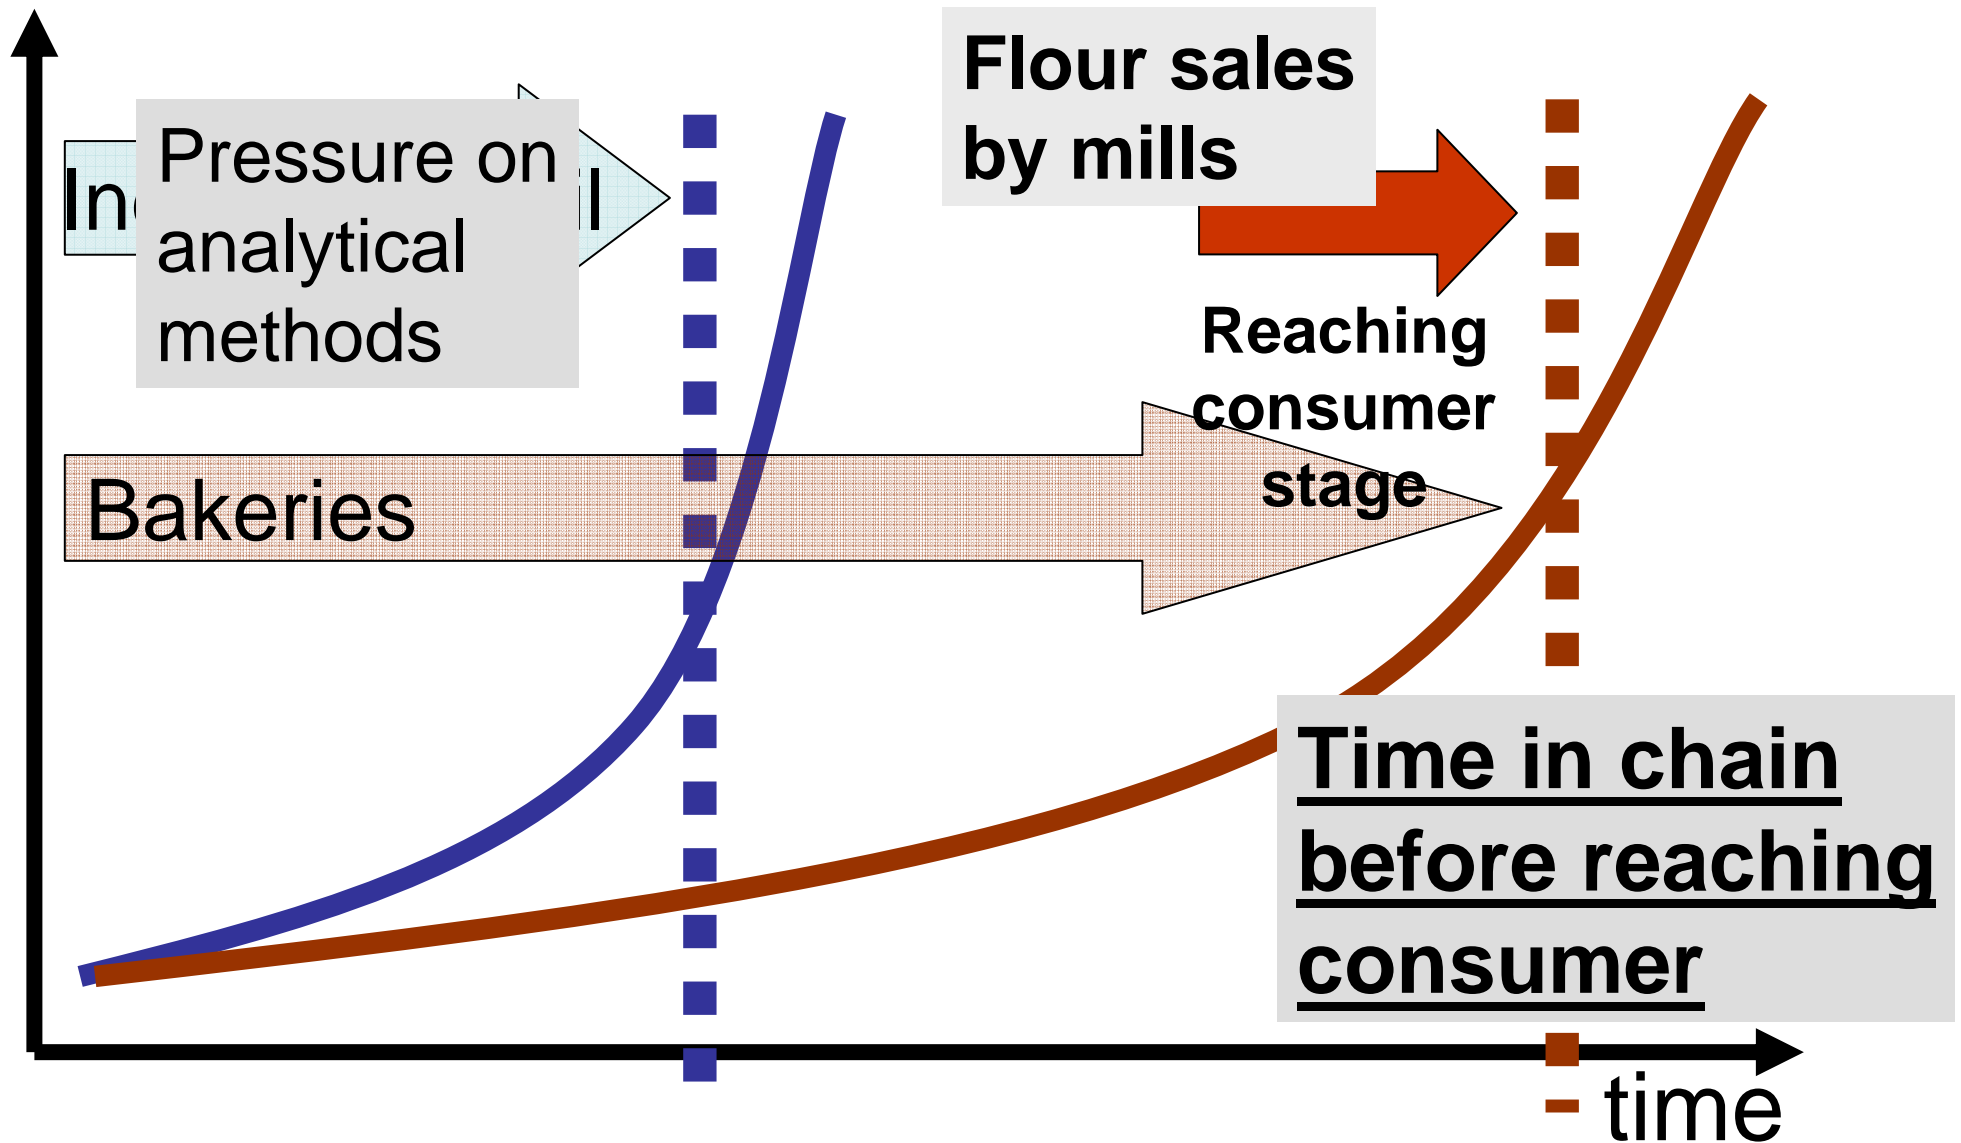 Flour sales
by mills
Pressure on
analytical
methods
Reaching
consumer
stage
Bakeries
Time in chain
before reaching
consumer
time